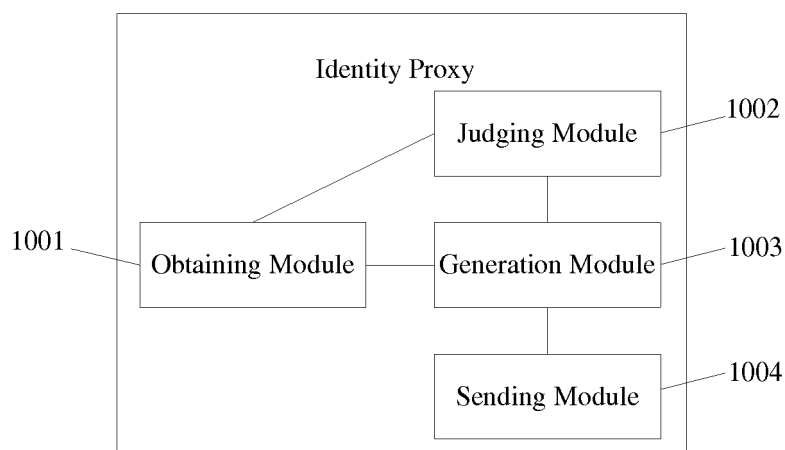 Identity Proxy
Judging Module
1002
1001
Obtaining Module
Generation Module
1003
Sending Module
1004